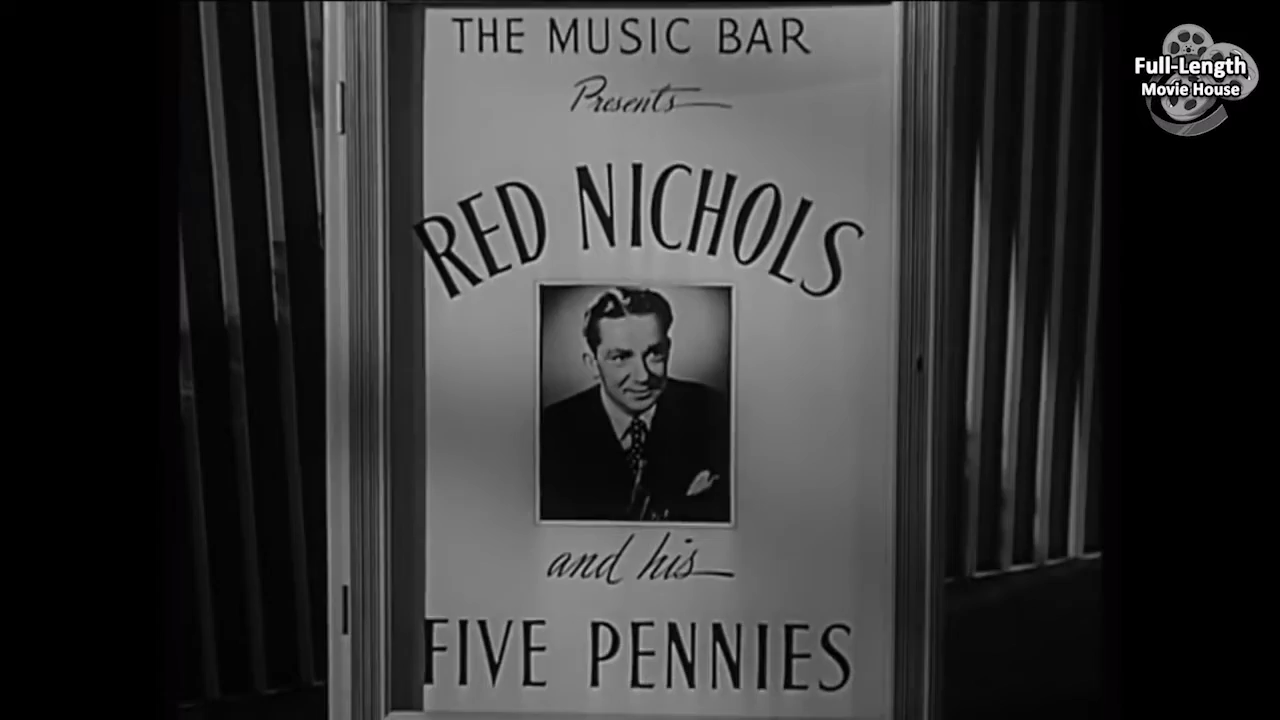 THE MUSIC BAR
Presents
RED NICHOLS
and his
FIVE PENNIES
Full-Length
Movie House